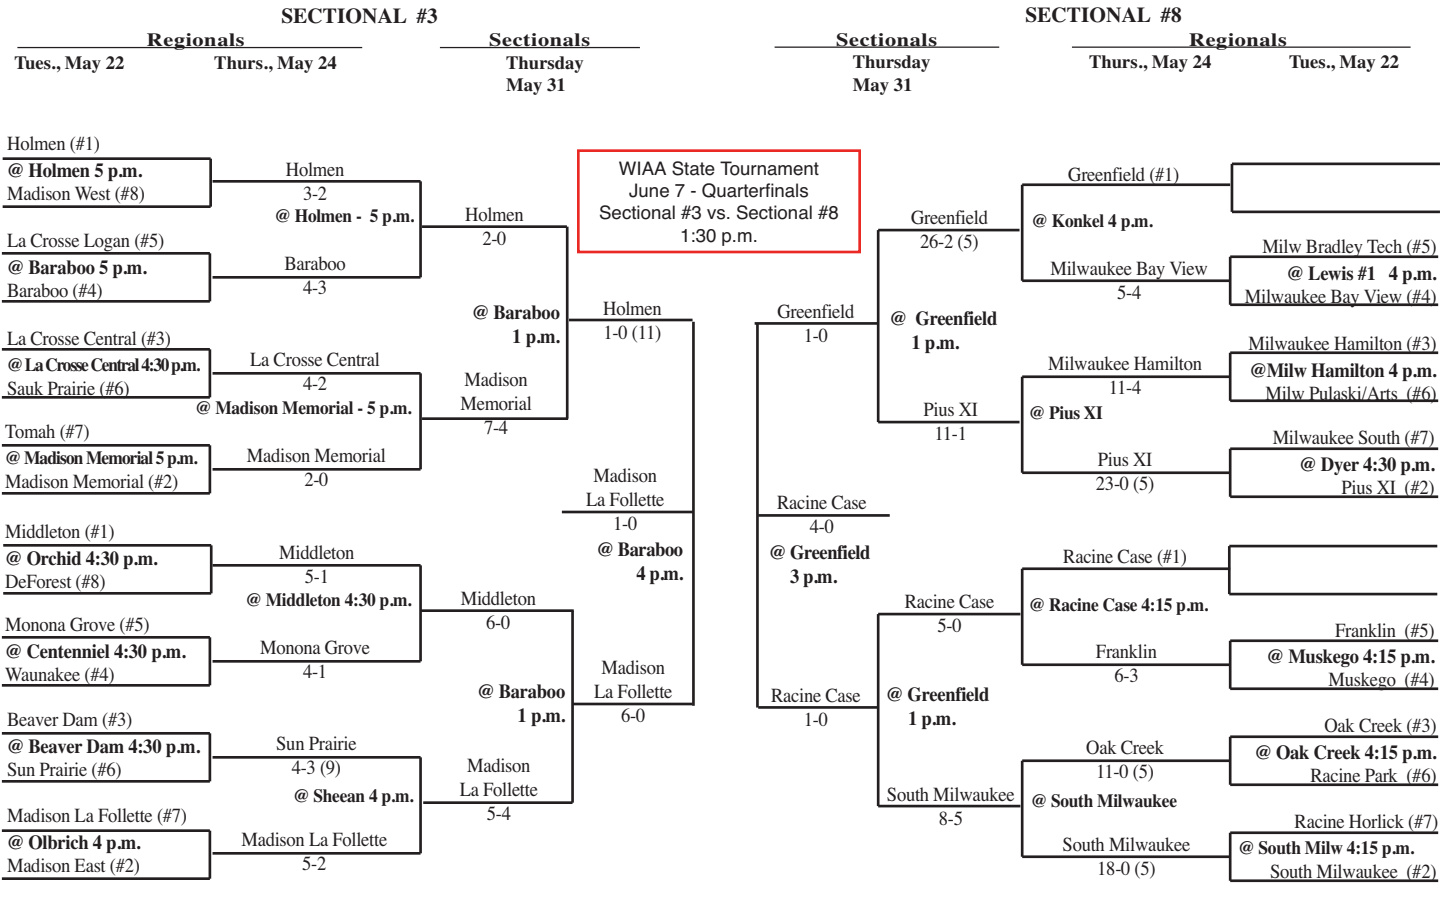 SECTIONAL #3
Regionals
Sectionals
Tues., May 22
Thurs., May 24
Thursday
May 31
Holmen (#1)
@ Holmen 5 p.m.
Madison West (#8)
La Crosse Logan (#5)
@ Baraboo 5 p.m.
Baraboo (#4)
La Crosse Central (#3)
@ La Crosse Central 4:30 p.m.
Sauk Prairie (#6)
Tomah (#7)
@ Madison Memorial 5 p.m.
Madison Memorial (#2)
Middleton (#1)
@ Orchid 4:30 p.m.
DeForest (#8)
Monona Grove (#5)
@ Centenniel 4:30 p.m.
Waunakee (#4)
Beaver Dam (#3)
@ Beaver Dam 4:30 p.m.
Sun Prairie (#6)
Madison La Follette (#7)
@ Olbrich 4 p.m.
Madison East (#2)
Holmen
3-2
@ Holmen - 5 p.m.
Baraboo
4-3
La Crosse Central
4-2
@ Madison Memorial - 5 p.m.
Madison Memorial
2-0
Middleton
5-1
@ Middleton 4:30 p.m.
Monona Grove
4-1
Sun Prairie
4-3 (9)
@ Sheean 4 p.m.
Madison La Follette
5-2
Holmen
2-0
@ Baraboo
1 p.m.
Madison
Memorial
7-4
Middleton
6-0
@ Baraboo
1 p.m.
Madison
La Follette
5-4
Holmen
1-0 (11)
Madison
La Follette
1-0
@ Baraboo
4 p.m.
Madison
La Follette
6-0
WIAA State Tournament
June 7 - Quarterfinals
Sectional #3 vs. Sectional #8
1:30 p.m.
SECTIONAL #8
Sectionals
Regionals
Thursday
May 31
Thurs., May 24
Tues., May 22
Greenfield
1-0
Racine Case
4-0
@ Greenfield
3 p.m.
Racine Case
1-0
Greenfield
26-2 (5)
@ Greenfield
1 p.m.
Pius XI
11-1
Racine Case
5-0
@ Greenfield
1 p.m.
South Milwaukee
8-5
Greenfield (#1)
@ Konkel 4 p.m.
Milwaukee Bay View
5-4
Milwaukee Hamilton
11-4
@ Pius XI
Pius XI
23-0 (5)
Racine Case (#1)
@ Racine Case 4:15 p.m.
Franklin
6-3
Oak Creek
11-0 (5)
@ South Milwaukee
South Milwaukee
18-0 (5)
Milw Bradley Tech (#5)
@ Lewis #1 4 p.m.
Milwaukee Bay View (#4)
Milwaukee Hamilton (#3)
@Milw Hamilton 4 p.m.
Milw Pulaski/Arts (#6)
Milwaukee South (#7)
@ Dyer 4:30 p.m.
Pius XI (#2)
Franklin (#5)
@ Muskego 4:15 p.m.
Muskego (#4)
Oak Creek (#3)
@ Oak Creek 4:15 p.m.
Racine Park (#6)
Racine Horlick (#7)
@ South Milw 4:15 p.m.
South Milwaukee (#2)